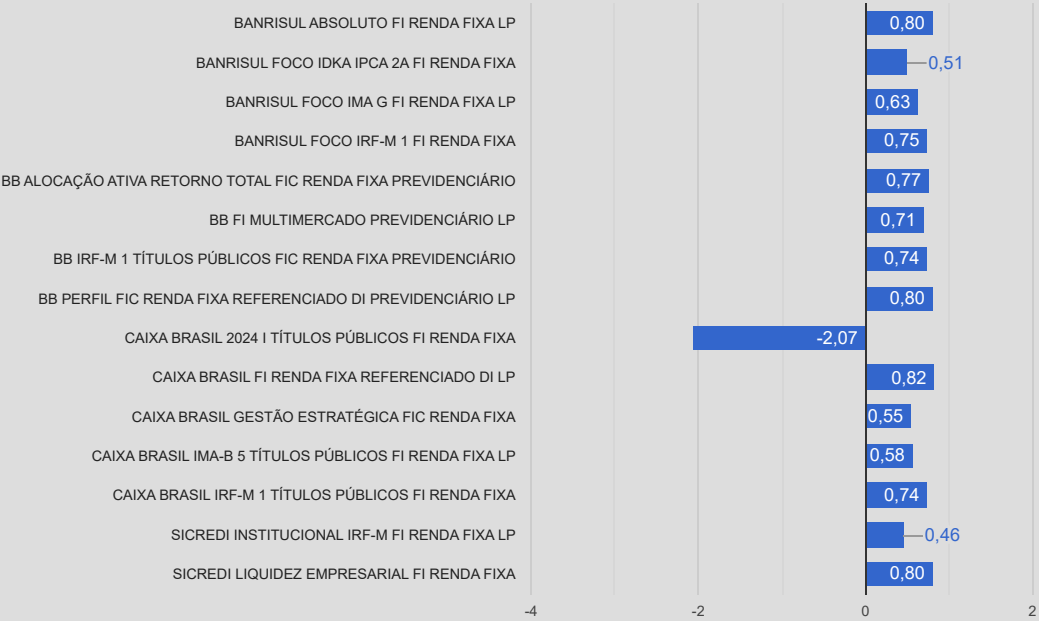 BANRISUL ABSOLUTO FI RENDA FIXA LP 0,80
BANRISUL FOCO IDKA IPCA 2A FI RENDA FIXA 0,51
BANRISUL FOCO IMA G FI RENDA FIXA LP 0,63
BANRISUL FOCO IRF-M 1 FI RENDA FIXA 0,75
BB ALOCAÇÃO ATIVA RETORNO TOTAL FIC RENDA FIXA PREVIDENCIÁRIO 0,77
BB FI MULTIMERCADO PREVIDENCIÁRIO LP 0,71
BB IRF-M 1 TÍTULOS PÚBLICOS FIC RENDA FIXA PREVIDENCIÁRIO 0,74
BB PERFIL FIC RENDA FIXA REFERENCIADO DI PREVIDENCIÁRIO LP 0,80
CAIXA BRASIL 2024 I TÍTULOS PÚBLICOS FI RENDA FIXA -2,07
CAIXA BRASIL FI RENDA FIXA REFERENCIADO DI LP 0,82
CAIXA BRASIL GESTÃO ESTRATÉGICA FIC RENDA FIXA 0,55
CAIXA BRASIL IMA-B 5 TÍTULOS PÚBLICOS FI RENDA FIXA LP 0,58
CAIXA BRASIL IRF-M 1 TÍTULOS PÚBLICOS FI RENDA FIXA 0,74
SICREDI INSTITUCIONAL IRF-M FI RENDA FIXA LP 0,46
SICREDI LIQUIDEZ EMPRESARIAL FI RENDA FIXA 0,80
-4 -2 0 2